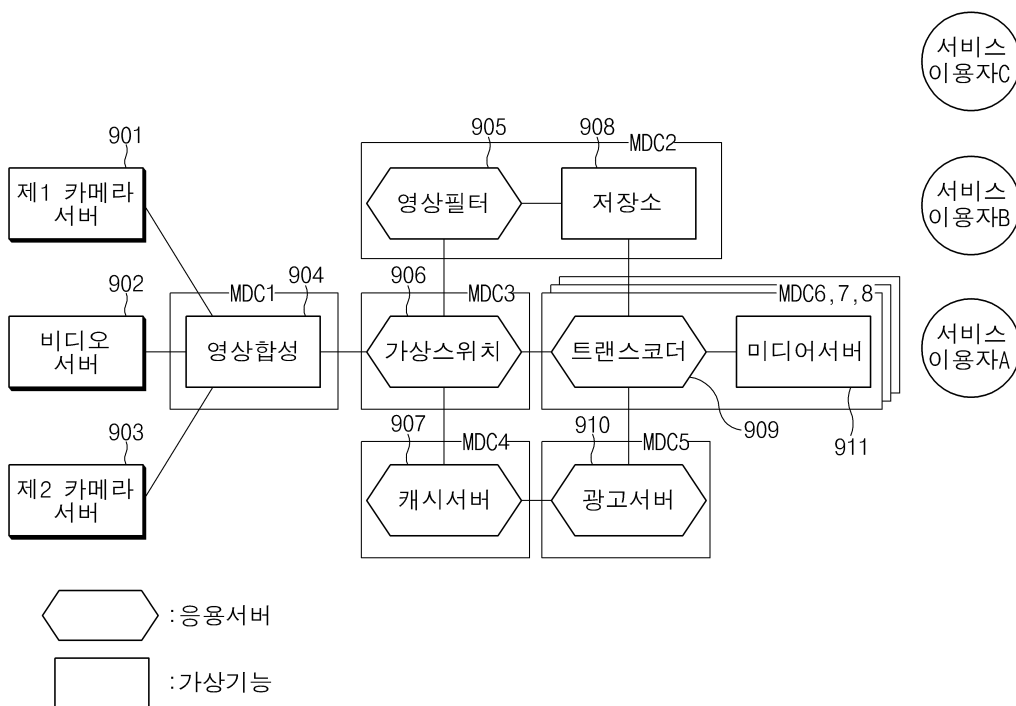 서비스
이용자C
905
908
MDC2
901
제1 카메라
서버
영상필터
저장소
서비스
이용자B
902
MDC1
904
906
MDC3
MDC6,7,8
비디오
서버
영상합성
가상스위치
트랜스코더
미디어서버
서비스
이용자A
903
907
MDC4
910
MDC5
909
911
제2 카메라
서버
캐시서버
광고서버
:응용서버
:가상기능